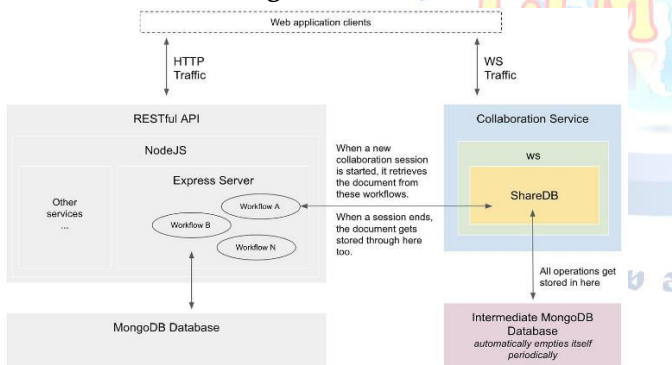 Web application clients
HTTP
Traffic
WS
Traffic
RESTful API
NodeJS
Express Server
Other
services
...
Workflow A
Workflow B
Workflow N
When a new
collaboration session
is started, it retrieves
the document from
these workflows.
When a session ends,
the document gets
stored through here
too.
Collaboration Service
ws
ShareDB
All operations get
stored in here
MongoDB Database
Intermediate MongoDB
Database
automatically empties itself
periodically